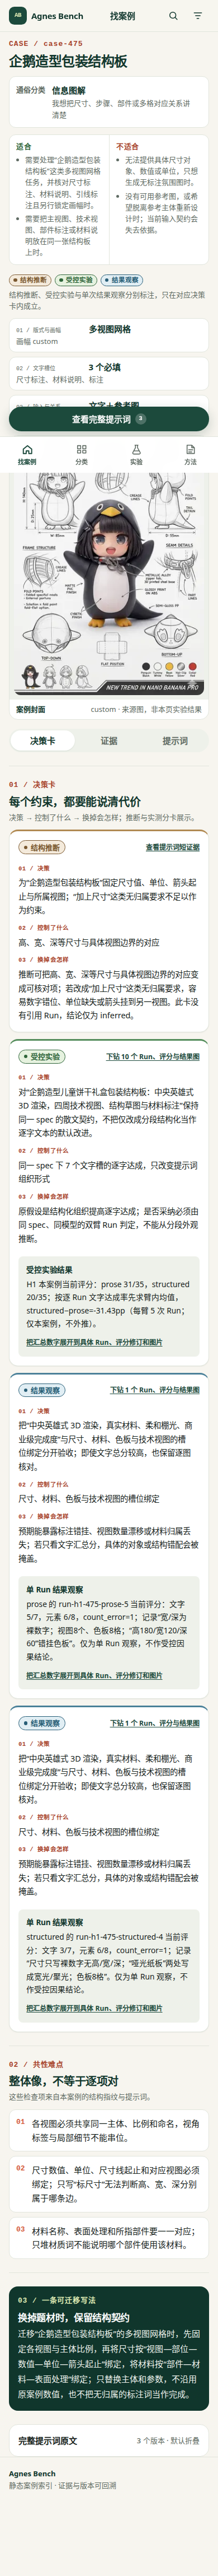 AB Agnes Bench 找案例
CASE / case-475
企鹅造型包装结构板
通俗分类 信息图解
我想把尺寸、步骤、部件或多格对应关系讲
清楚
适合
需要处理“企鹅造型包装
结构板”这类多视图网格
任务，并核对尺寸标
注、材料说明、引线标
注且另行锁定画幅时。
需要把主视图、技术视
图、部件标注或材料说
明放在同一张结构板
上时。
不适合
无法提供具体尺寸对
象、数值或单位，只想
生成无标注氛围图时。
没有可用参考图，或希
望脱离参考主体重新设
计时；当前输入契约会
失去依据。
结构推断 受控实验 结果观察
结构推断、受控实验与单次结果观察分别标注，只在对应决策
卡内成立。
01 / 版式与画幅 多视图网格
画幅 custom
02 / 文字槽位 3 个必填
尺寸标注、材料说明、标注
查看完整提示词 3
找案例
分类
实验
方法
CREASE LINES
FOLD LINES
D=55mm
W=85mm
FRAME STRUCTURE
SEAM DETAILS
TOP-DOWN
FLAT POSITION
BOTTOM-UP
NEW TREND IN NANO BANANA PRO
案例封面 custom · 来源图，非本页实验结果
决策卡 证据 提示词
01 / 决策卡
每个约束，都要能说清代价
决策 → 控制了什么 → 换掉会怎样；推断与实测分卡展示。
结构推断 查看提示词短证据
01 / 决策
为“企鹅造型包装结构板”固定尺寸值、单位、箭头起
止与所属视图；“加上尺寸”这类无归属要求不足以作
为约束。
02 / 控制了什么
高、宽、深等尺寸与具体视图边界的对应
03 / 换掉会怎样
推断可把高、宽、深等尺寸与具体视图边界的对应变
成可核对项；若改成“加上尺寸”这类无归属要求，容
易数字错位、单位缺失或箭头挂到另一视图。此卡没
有引用 Run，结论仅为 inferred。
受控实验 下钻 10 个 Run、评分与结果图
01 / 决策
对“企鹅造型儿童饼干礼盒包装结构板：中央英雄式
3D 渲染，四周技术视图、结构草图与材料标注”保持
同一 spec 的散文契约，不把仅改成分段结构化当作
逐字文本的默认改进。
02 / 控制了什么
同一 spec 下 7 个文字槽的逐字达成，只改变提示词
组织形式
03 / 换掉会怎样
原假设是结构化组织提高逐字达成；是否采纳必须由
同 spec、同模型的双臂 Run 判定，不能从分段外观
推断。
受控实验结果
H1 本案例当前评分：prose 31/35，structured
20/35；按逐 Run 文字达成率先求臂内均值，
structured−prose=-31.43pp（每臂 5 次 Run；
仅本案例，不外推）。
把汇总数字展开到具体 Run、评分修订和图片
结果观察 下钻 1 个 Run、评分与结果图
01 / 决策
把“中央英雄式 3D 渲染，真实材料、柔和棚光、商
业级完成度”与尺寸、材料、色板与技术视图的槽
位绑定分开验收；即使文字总分较高，也保留逐图
核对。
02 / 控制了什么
尺寸、材料、色板与技术视图的槽位绑定
03 / 换掉会怎样
预期能暴露标注错挂、视图数量漂移或材料归属丢
失；若只看文字汇总分，具体的对象或结构错配会被
掩盖。
单 Run 结果观察
prose 的 run-h1-475-prose-5 当前评分：文字
5/7，元素 6/8，count_error=1；记录“宽/深为
裸数字；视图8个、色板8格”。“高180/宽120/深
60”错挂色板”。仅为单 Run 观察，不作受控因
果结论。
把汇总数字展开到具体 Run、评分修订和图片
结果观察 下钻 1 个 Run、评分与结果图
01 / 决策
把“中央英雄式 3D 渲染，真实材料、柔和棚光、商
业级完成度”与尺寸、材料、色板与技术视图的槽
位绑定分开验收；即使文字总分较高，也保留逐图
核对。
02 / 控制了什么
尺寸、材料、色板与技术视图的槽位绑定
03 / 换掉会怎样
预期能暴露标注错挂、视图数量漂移或材料归属丢
失；若只看文字汇总分，具体的对象或结构错配会被
掩盖。
单 Run 结果观察
structured 的 run-h1-475-structured-4 当前评
分：文字 3/7，元素 6/8，count_error=1；记录
“尺寸只写裸数字无高/宽/深；“哑光纸板”两处写
成宽光/聚光；色板8格”。仅为单 Run 观察，不作
受控因果结论。
把汇总数字展开到具体 Run、评分修订和图片
02 / 共性难点
整体像，不等于逐项对
这些检查项来自本案例的结构指纹与提示词。
01 各视图必须共享同一主体、比例和命名，视角
标签与局部细节不能串位。
02 尺寸数值、单位、尺寸线起止和对应视图必须
绑定；只写“标尺寸”无法判断高、宽、深分别
属于哪条边。
03 材料名称、表面处理和所指部件要一一对应；
只堆材质词不能说明哪个部件使用该材料。
03 / 一条可迁移写法
换掉题材时，保留结构契约
迁移“企鹅造型包装结构板”的多视图网格时，先固
定各视图与主体比例，再将尺寸按“视图—部位—
数值—单位—箭头起止”绑定，将材料按“部件—材
料—表面处理”绑定；只替换主体和参数，不沿用
原案例数值，也不把无归属的标注词当作完成。
完整提示词原文 3 个版本 · 默认折叠
Agnes Bench
静态案例索引 · 证据与版本可回溯